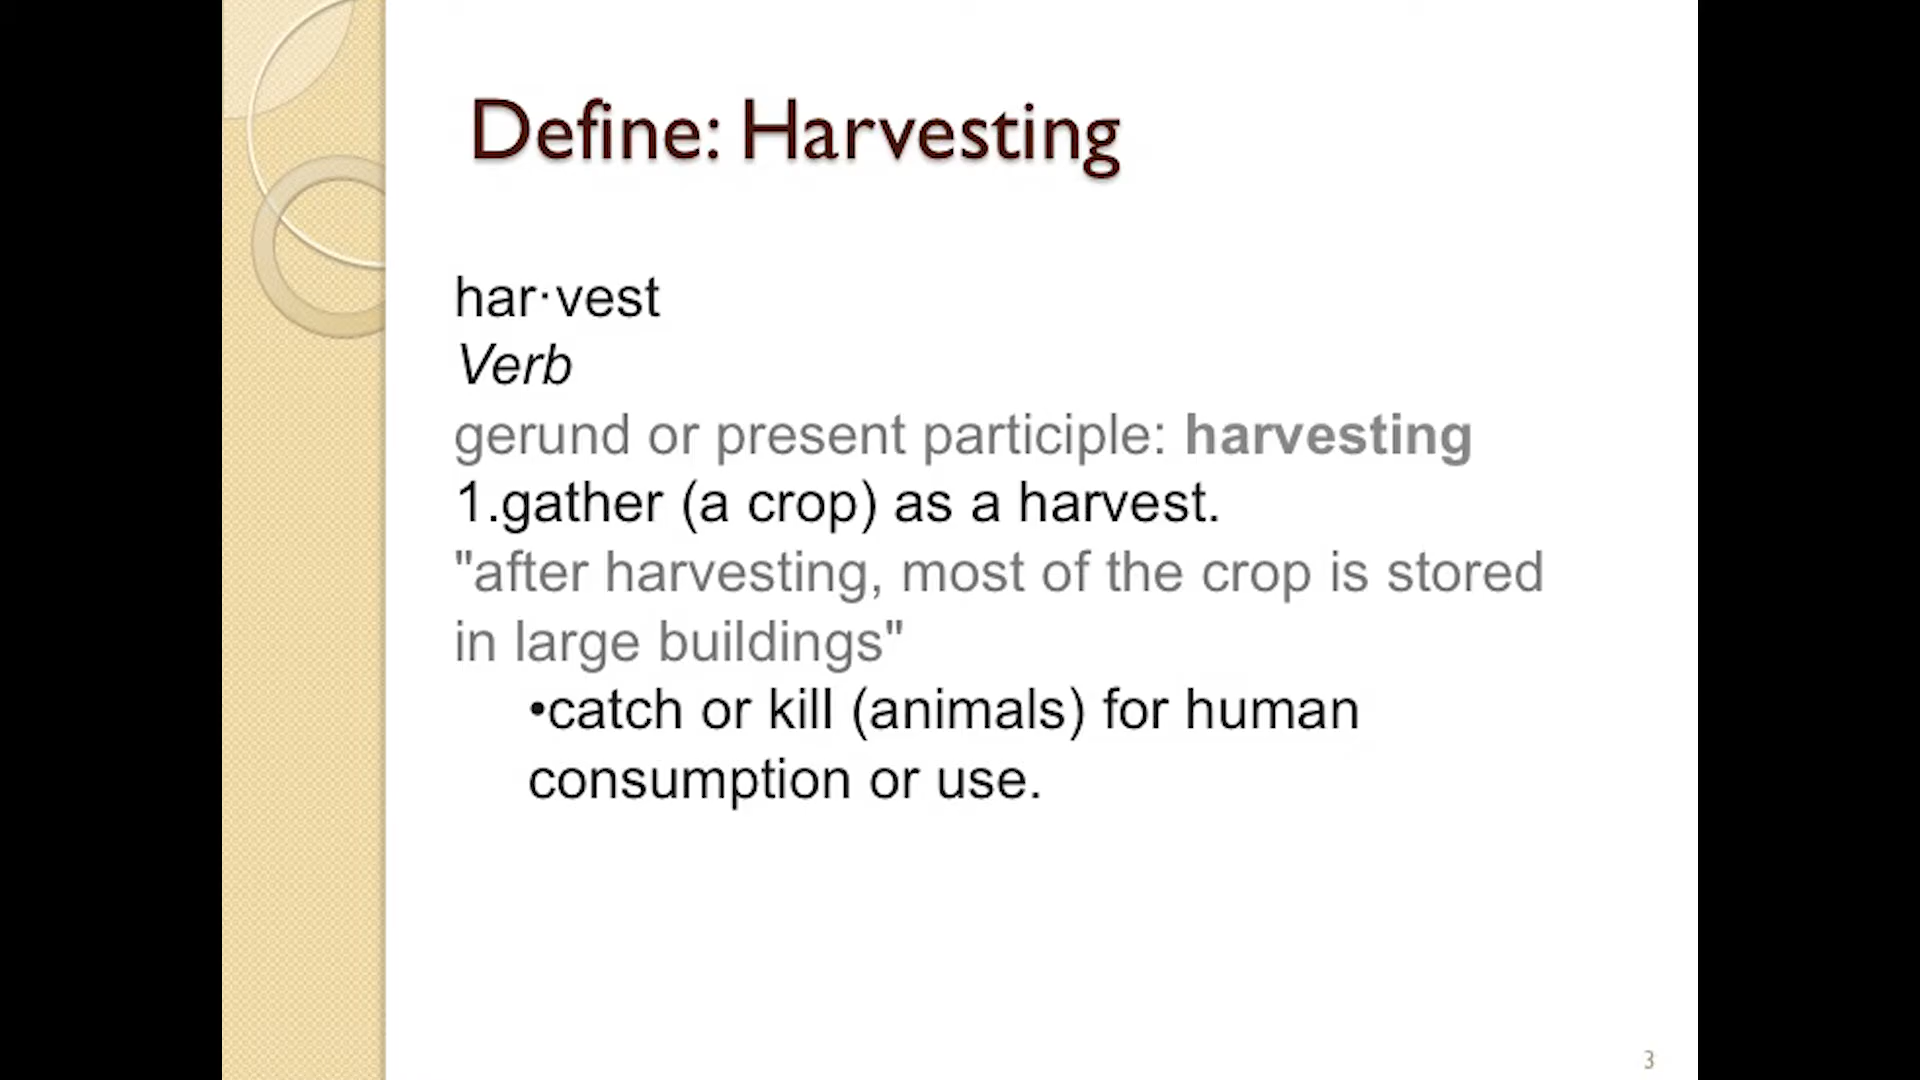 Define: Harvesting
har·vest
Verb
gerund or present participle: harvesting
1.gather (a crop) as a harvest.
"after harvesting, most of the crop is stored
in large buildings"
•catch or kill (animals) for human
consumption or use.
3